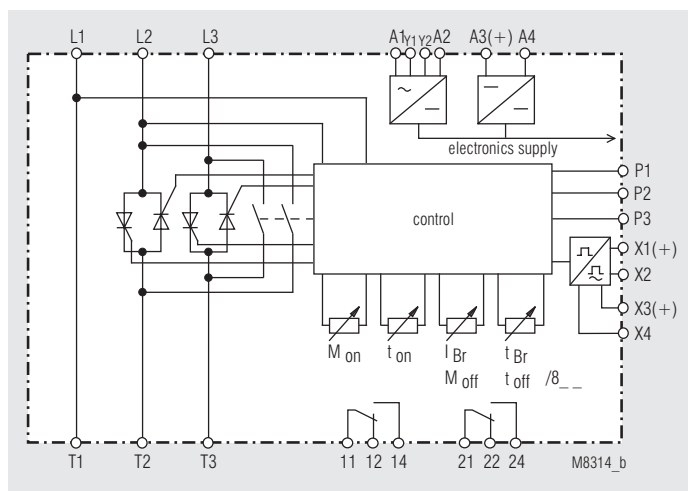 L1 L2 L3 A1 Y1 Y2 A2 A3(+) A4
electronics supply
P1
P2
control P3
X1(+)
X2
X3(+)
M on t on I Br t Br
X4
M off t off /8_ _
T1 T2 T3 11 12 14 21 22 24 M8314_b